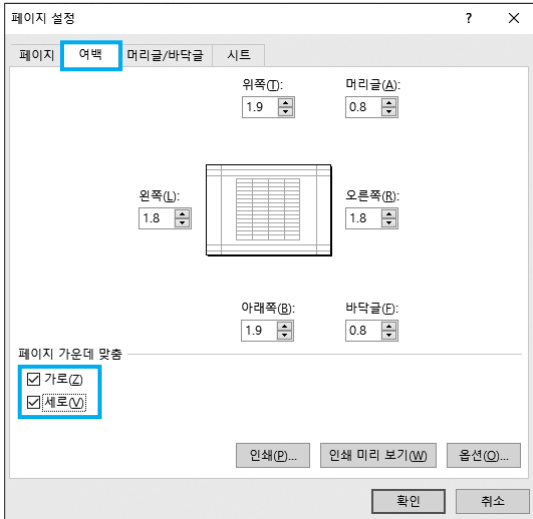 페이지 설정 ? ×
페이지 여백 머리글/바닥글 시트
위쪽(T): 머리글(A):
1.9 0.8
왼쪽(L): 오른쪽(R):
1.8 1.8
아래쪽(B): 바닥글(F):
1.9 0.8
페이지 가운데 맞춤
가로(Z)
세로(V)
인쇄(P)... 인쇄 미리 보기(W) 옵션(O)...
확인 취소